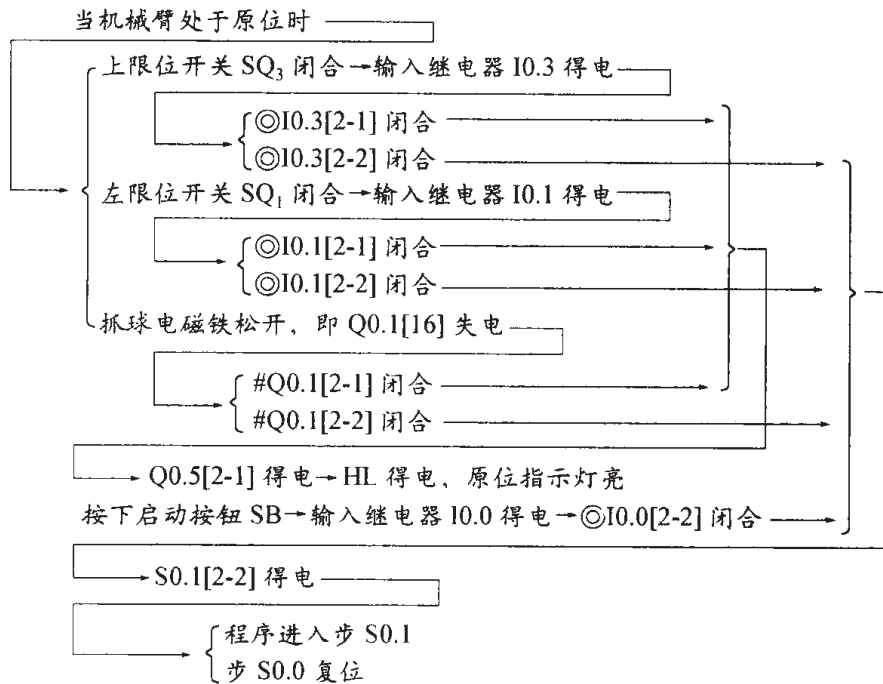 当机械臂处于原位时
上限位开关 SQ₃ 闭合→输入继电器 I0.3 得电
◎I0.3[2-1] 闭合
◎I0.3[2-2] 闭合
左限位开关 SQ₁ 闭合→输入继电器 I0.1 得电
◎I0.1[2-1] 闭合
◎I0.1[2-2] 闭合
抓球电磁铁松开、即 Q0.1[16] 失电
#Q0.1[2-1] 闭合
#Q0.1[2-2] 闭合
Q0.5[2-1] 得电→HL 得电、原位指示灯亮
按下启动按钮 SB→输入继电器 I0.0 得电→◎I0.0[2-2] 闭合
S0.1[2-2] 得电
程序进入步 S0.1
步 S0.0 复位